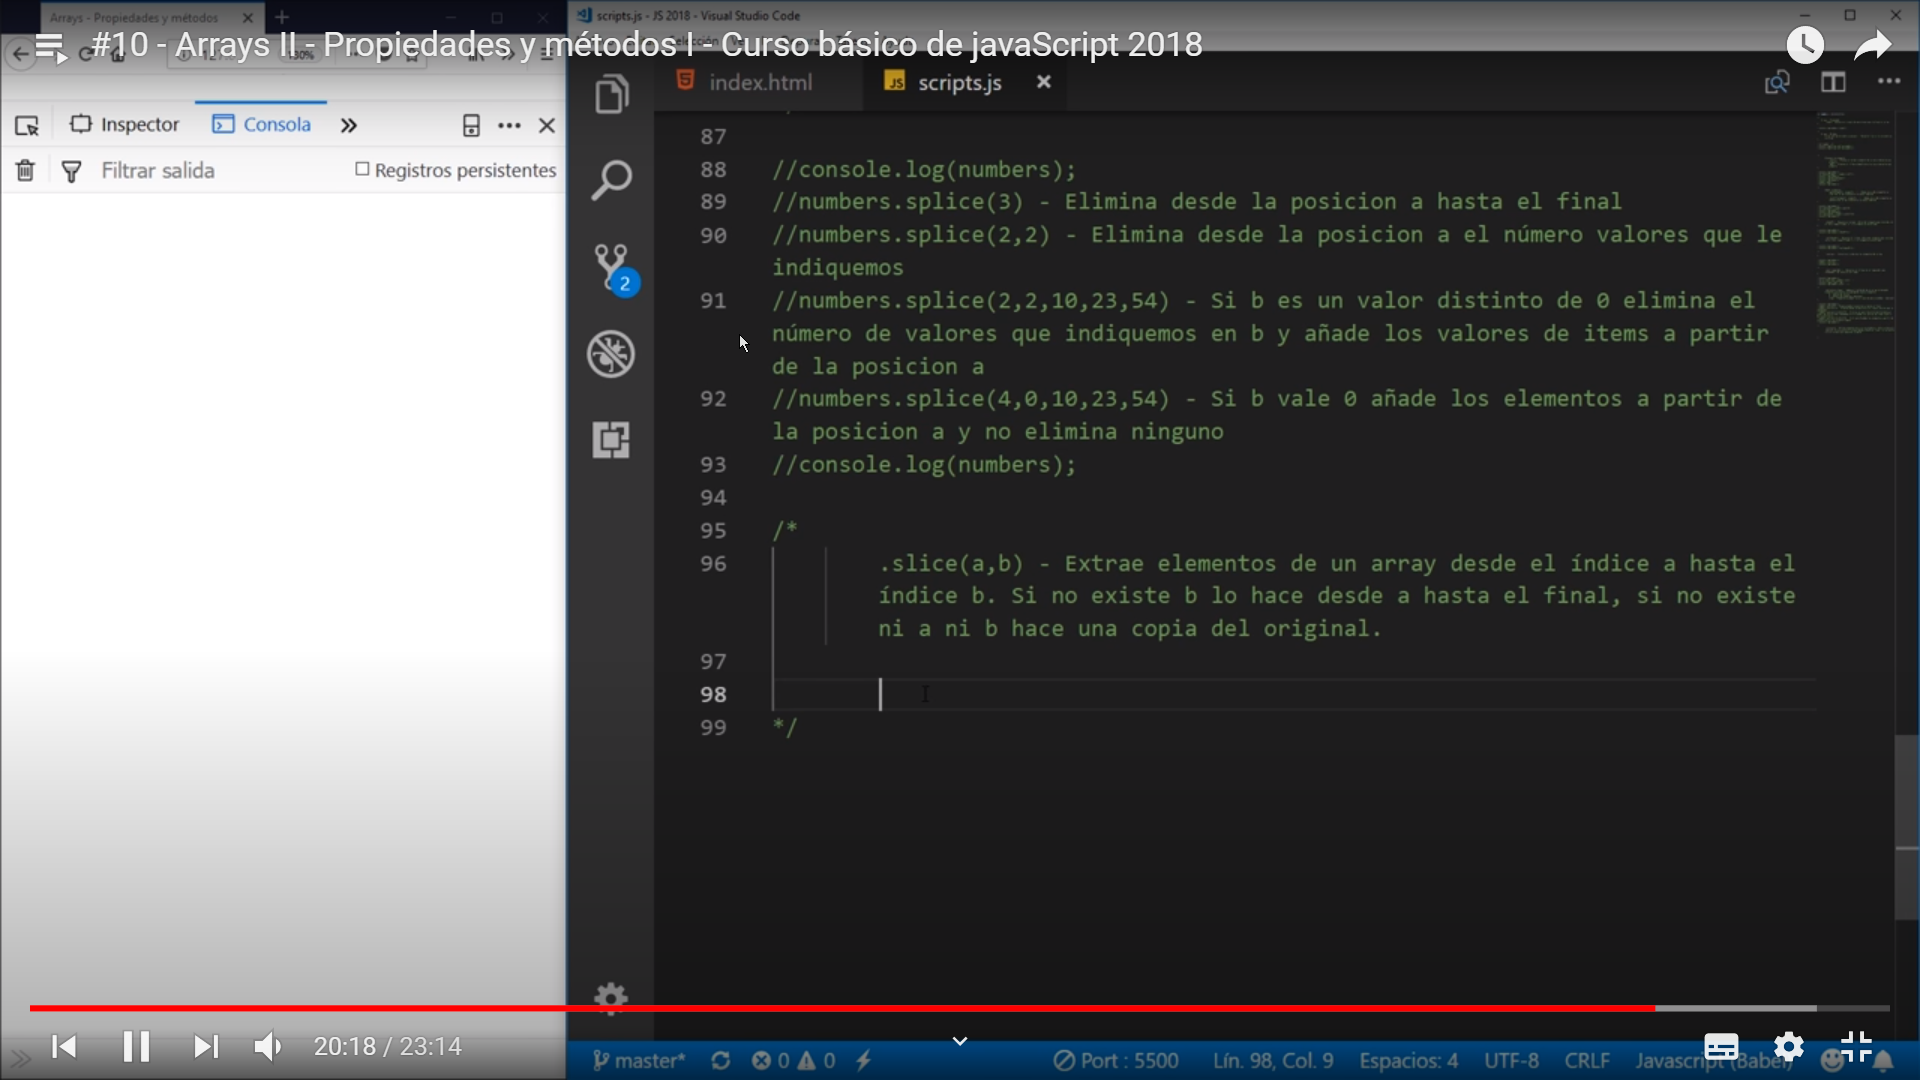 Arrays - Propiedades y métodos
scripts.js - JS 2018 - Visual Studio Code
#10 - Arrays II - Propiedades y métodos I - Curso básico de javaScript 2018
130%
index.html
scripts.js
Inspector
Consola
Filtrar salida
Registros persistentes
87
88 //console.log(numbers);
89 //numbers.splice(3) - Elimina desde la posicion a hasta el final
90 //numbers.splice(2,2) - Elimina desde la posicion a el número valores que le
indiquemos
91 //numbers.splice(2,2,10,23,54) - Si b es un valor distinto de 0 elimina el
número de valores que indiquemos en b y añade los valores de items a partir
de la posicion a
92 //numbers.splice(4,0,10,23,54) - Si b vale 0 añade los elementos a partir de
la posicion a y no elimina ninguno
93 //console.log(numbers);
94
95 /*
96 .slice(a,b) - Extrae elementos de un array desde el índice a hasta el
índice b. Si no existe b lo hace desde a hasta el final, si no existe
ni a ni b hace una copia del original.
97
98
99 */
2
20:18 / 23:14
master* 0 0 Port : 5500 Lín. 98, Col. 9 Espacios: 4 UTF-8 CRLF Javascript (Babel)